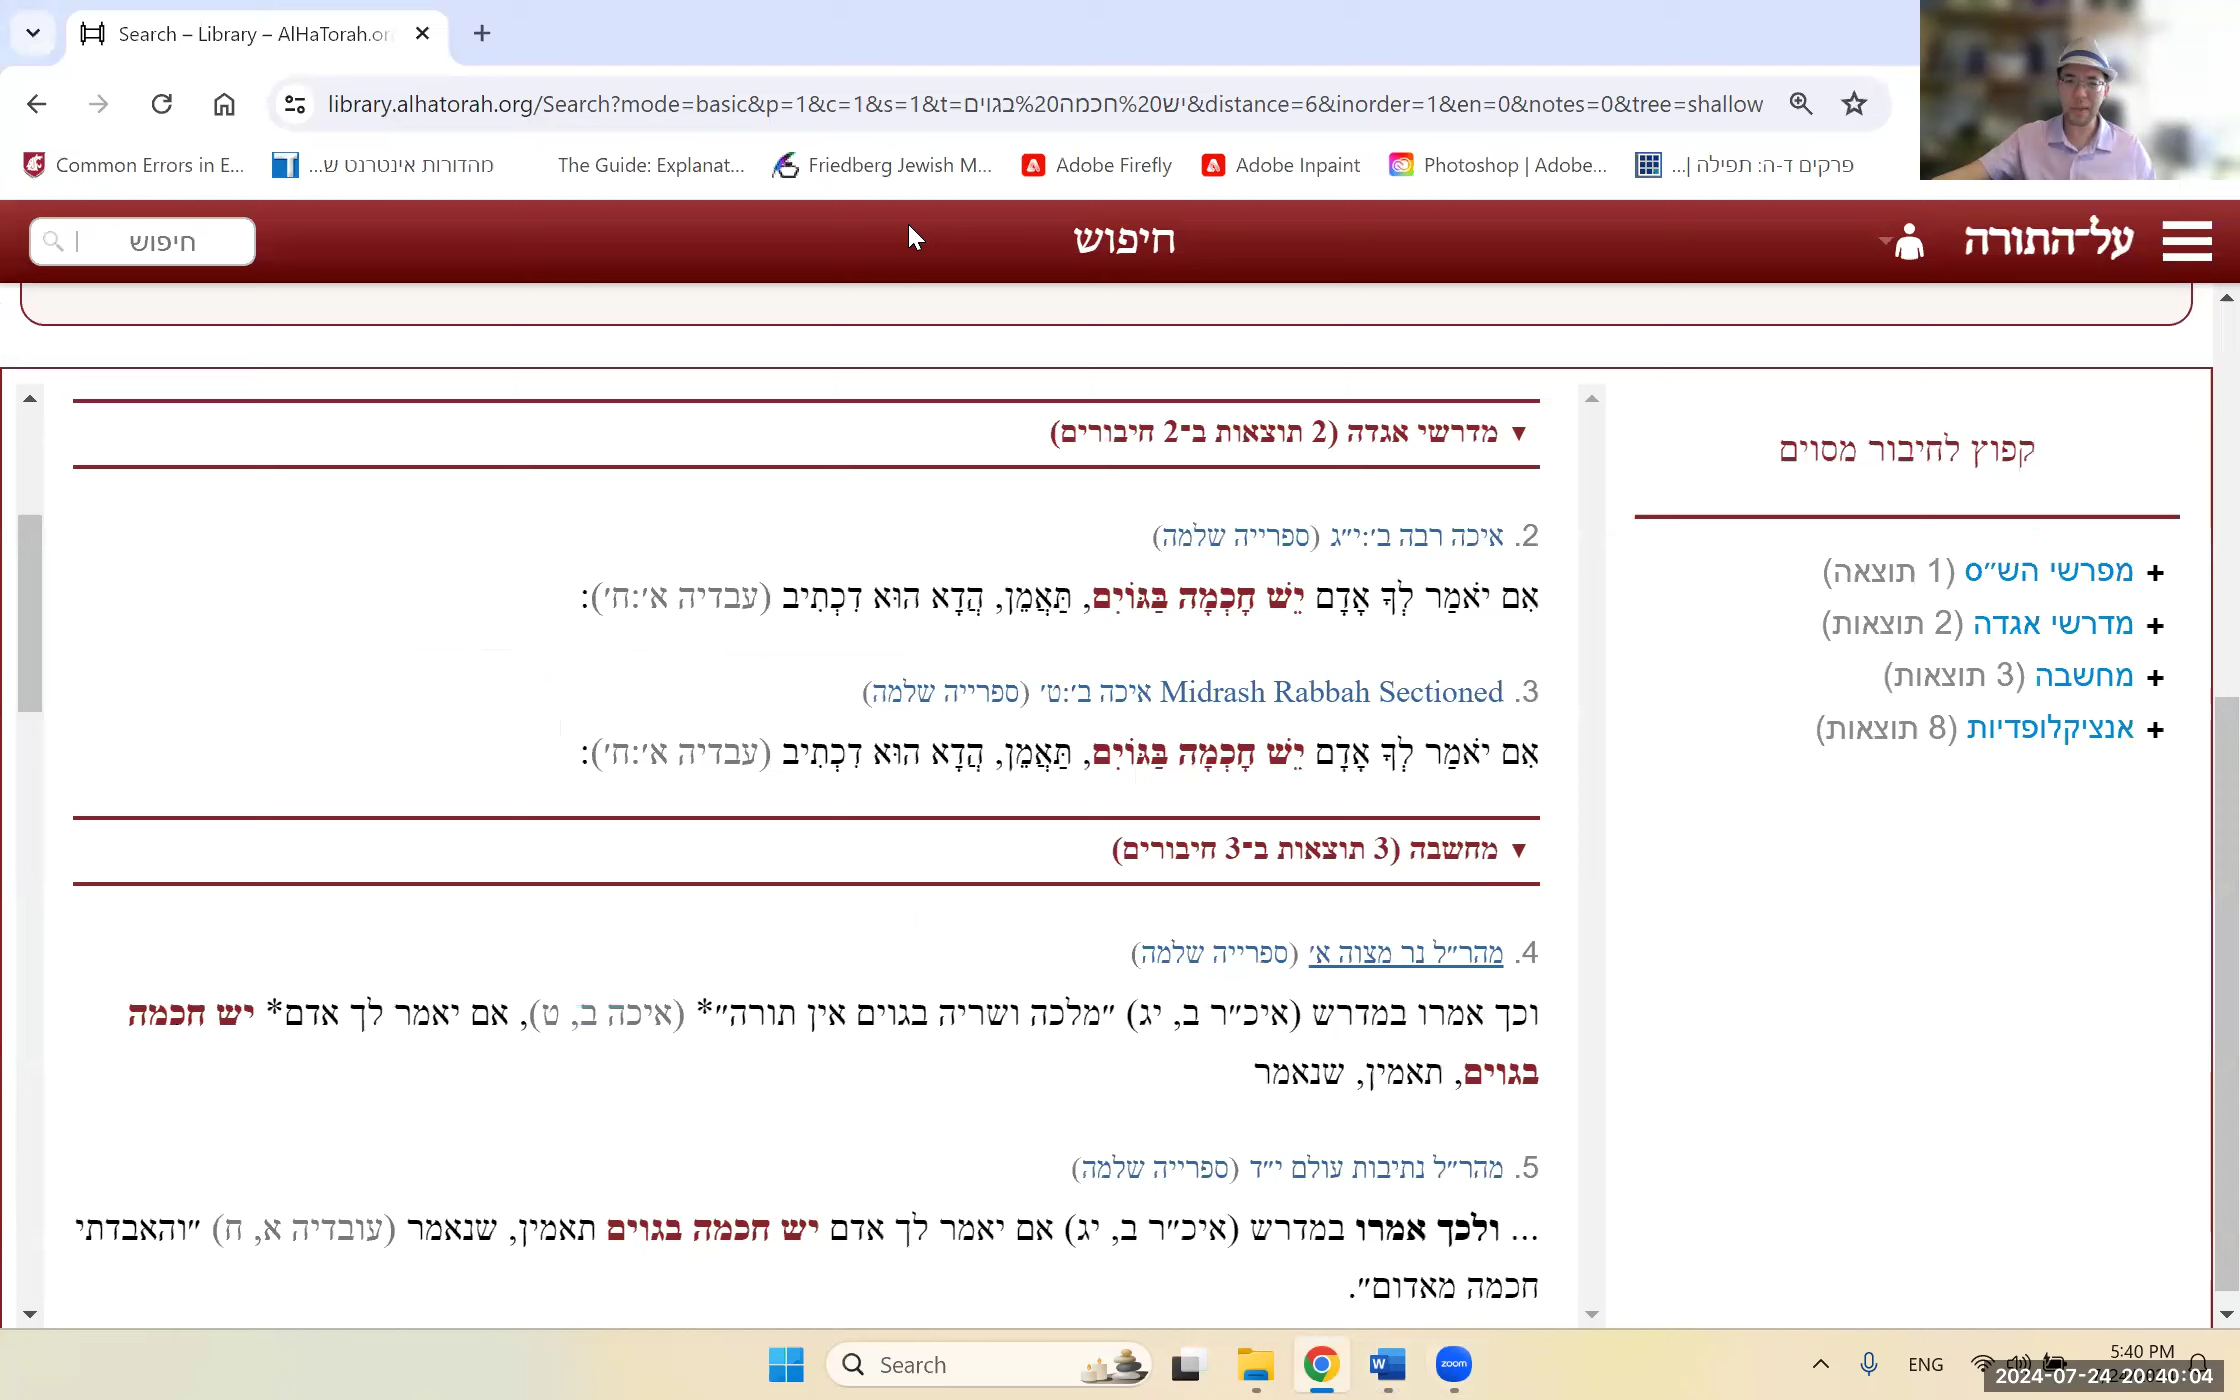 Search – Library – AlHaTorah.or
library.alhatorah.org/Search?mode=basic&p=1&c=1&s=1&t=יש%20חכמה%20בגוים&distance=6&inorder=1&en=0&notes=0&tree=shallow
Common Errors in E...
מהדורות אינטרנט ש...
The Guide: Explanat...
Friedberg Jewish M...
Adobe Firefly
Adobe Inpaint
Photoshop | Adobe...
פרקים ד-ה: תפילה |...
על־התורה
חיפוש
חיפוש
▼ מדרשי אגדה (2 תוצאות ב־2 חיבורים)
2. איכה רבה ב׳:י״ג (ספרייה שלמה)
אִם יֹאמַר לְךָ אָדָם יֵשׁ חָכְמָה בַּגּוֹיִם, תַּאֲמֵן, הֲדָא הוּא דִכְתִיב (עבדיה א׳:ח׳):
3. Midrash Rabbah Sectioned איכה ב׳:ט׳ (ספרייה שלמה)
אִם יֹאמַר לְךָ אָדָם יֵשׁ חָכְמָה בַּגּוֹיִם, תַּאֲמֵן, הֲדָא הוּא דִכְתִיב (עבדיה א׳:ח׳):
▼ מחשבה (3 תוצאות ב־3 חיבורים)
4. מהר״ל נר מצוה א׳ (ספרייה שלמה)
וכך אמרו במדרש (איכ״ר ב, יג) ״מלכה ושריה בגוים אין תורה״* (איכה ב, ט), אם יאמר לך אדם* יש חכמה
בגוים, תאמין, שנאמר
5. מהר״ל נתיבות עולם י״ד (ספרייה שלמה)
... ולכך אמרו במדרש (איכ״ר ב, יג) אם יאמר לך אדם יש חכמה בגוים תאמין, שנאמר (עובדיה א, ח) ״והאבדתי
חכמה מאדום״.
קפוץ לחיבור מסוים
+ מפרשי הש״ס (1 תוצאה)
+ מדרשי אגדה (2 תוצאות)
+ מחשבה (3 תוצאות)
+ אנציקלופדיות (8 תוצאות)
Search
zoom
ENG
5:40 PM
2024-07-24 20:40:04